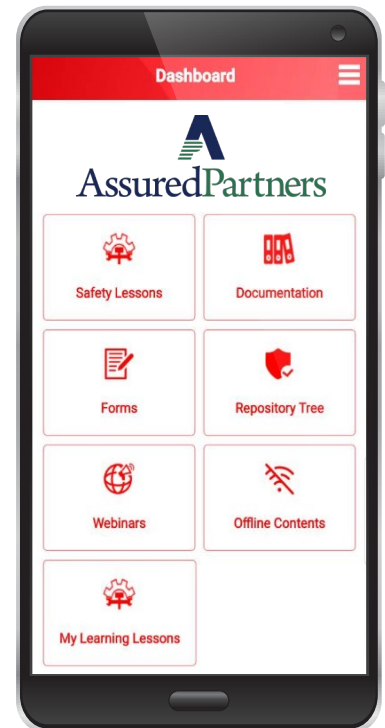 Dashboard
AssuredPartners
Safety Lessons
Documentation
Forms
Repository Tree
Webinars
Offline Contents
My Learning Lessons